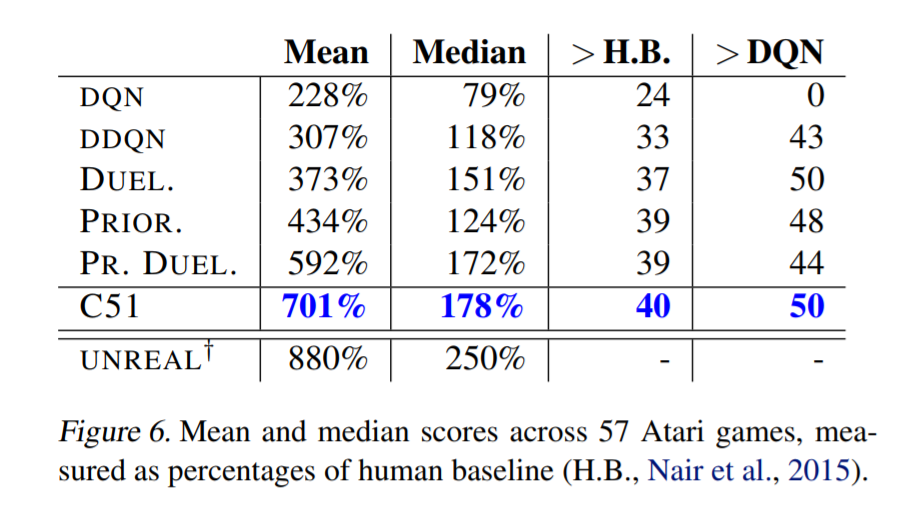 Mean Median > H.B. > DQN
DQN 228% 79% 24 0
DDQN 307% 118% 33 43
DUEL. 373% 151% 37 50
PRIOR. 434% 124% 39 48
PR. DUEL. 592% 172% 39 44
C51 701% 178% 40 50
UNREAL† 880% 250% - -
Figure 6. Mean and median scores across 57 Atari games, mea-
sured as percentages of human baseline (H.B., Nair et al., 2015).